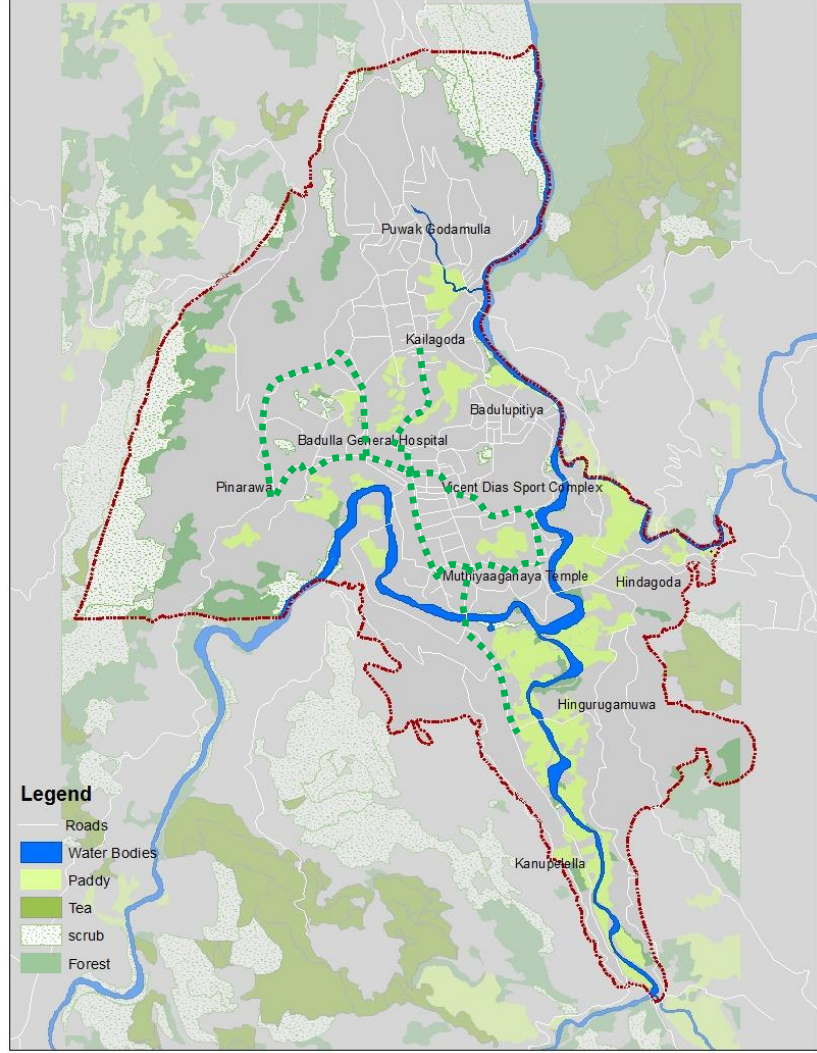 Puwak Godamulla
Kailagoda
Badulupitiya
Badulla General Hospital
Pinarawa
Vicent Dias Sport Complex
Muthiyaaganaya Temple
Hindagoda
Hingurugamuwa
Kanupelella
Legend
Roads
Water Bodies
Paddy
Tea
scrub
Forest